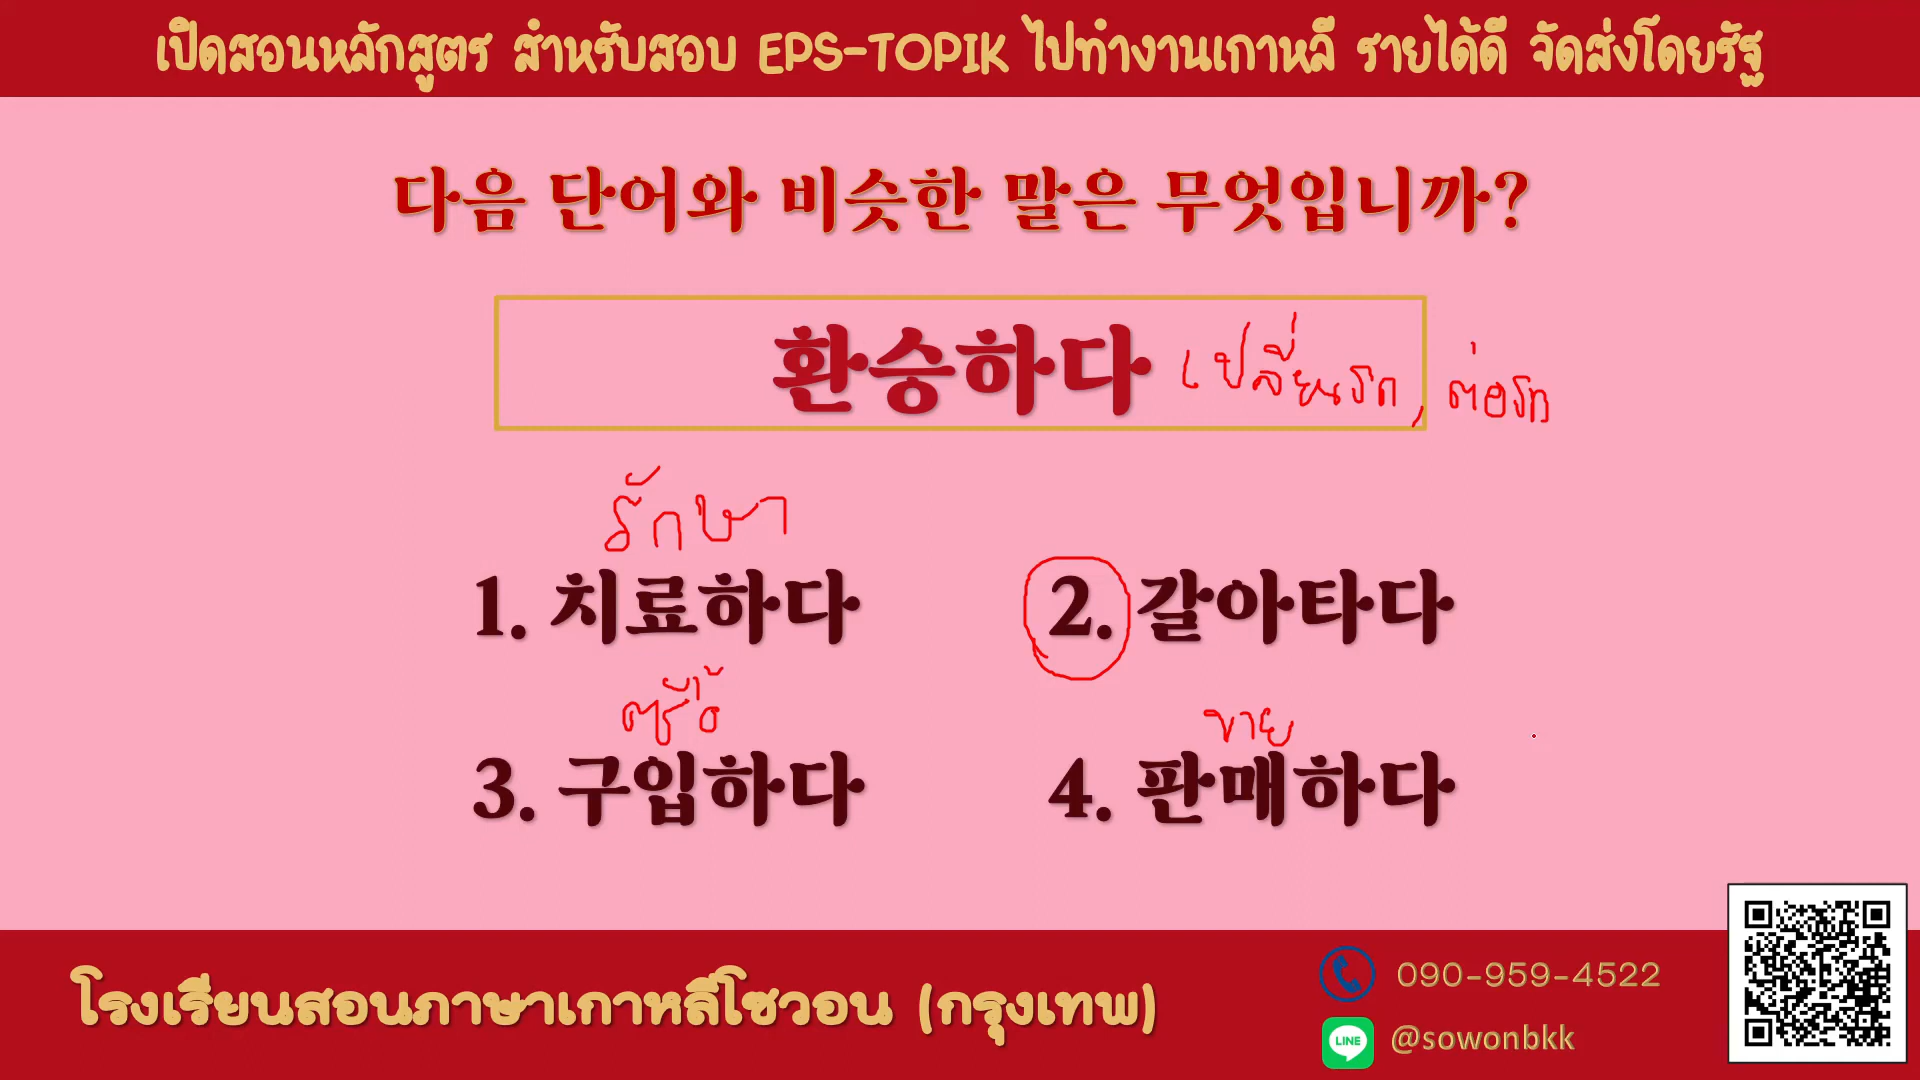 เปิดสอนหลักสูตร สำหรับสอบ EPS-TOPIK ไปทำงานเกาหลี รายได้ดี จัดส่งโดยรัฐ
다음 단어와 비슷한 말은 무엇입니까?
환승하다 เปลี่ยนรถ, ต่อรถ
รักษา
1. 치료하다
2. 갈아타다
ซื้อ
ขาย
3. 구입하다
4. 판매하다
โรงเรียนสอนภาษาเกาหลีโซวอน (กรุงเทพ)
090-959-4522
LINE @sowonbkk